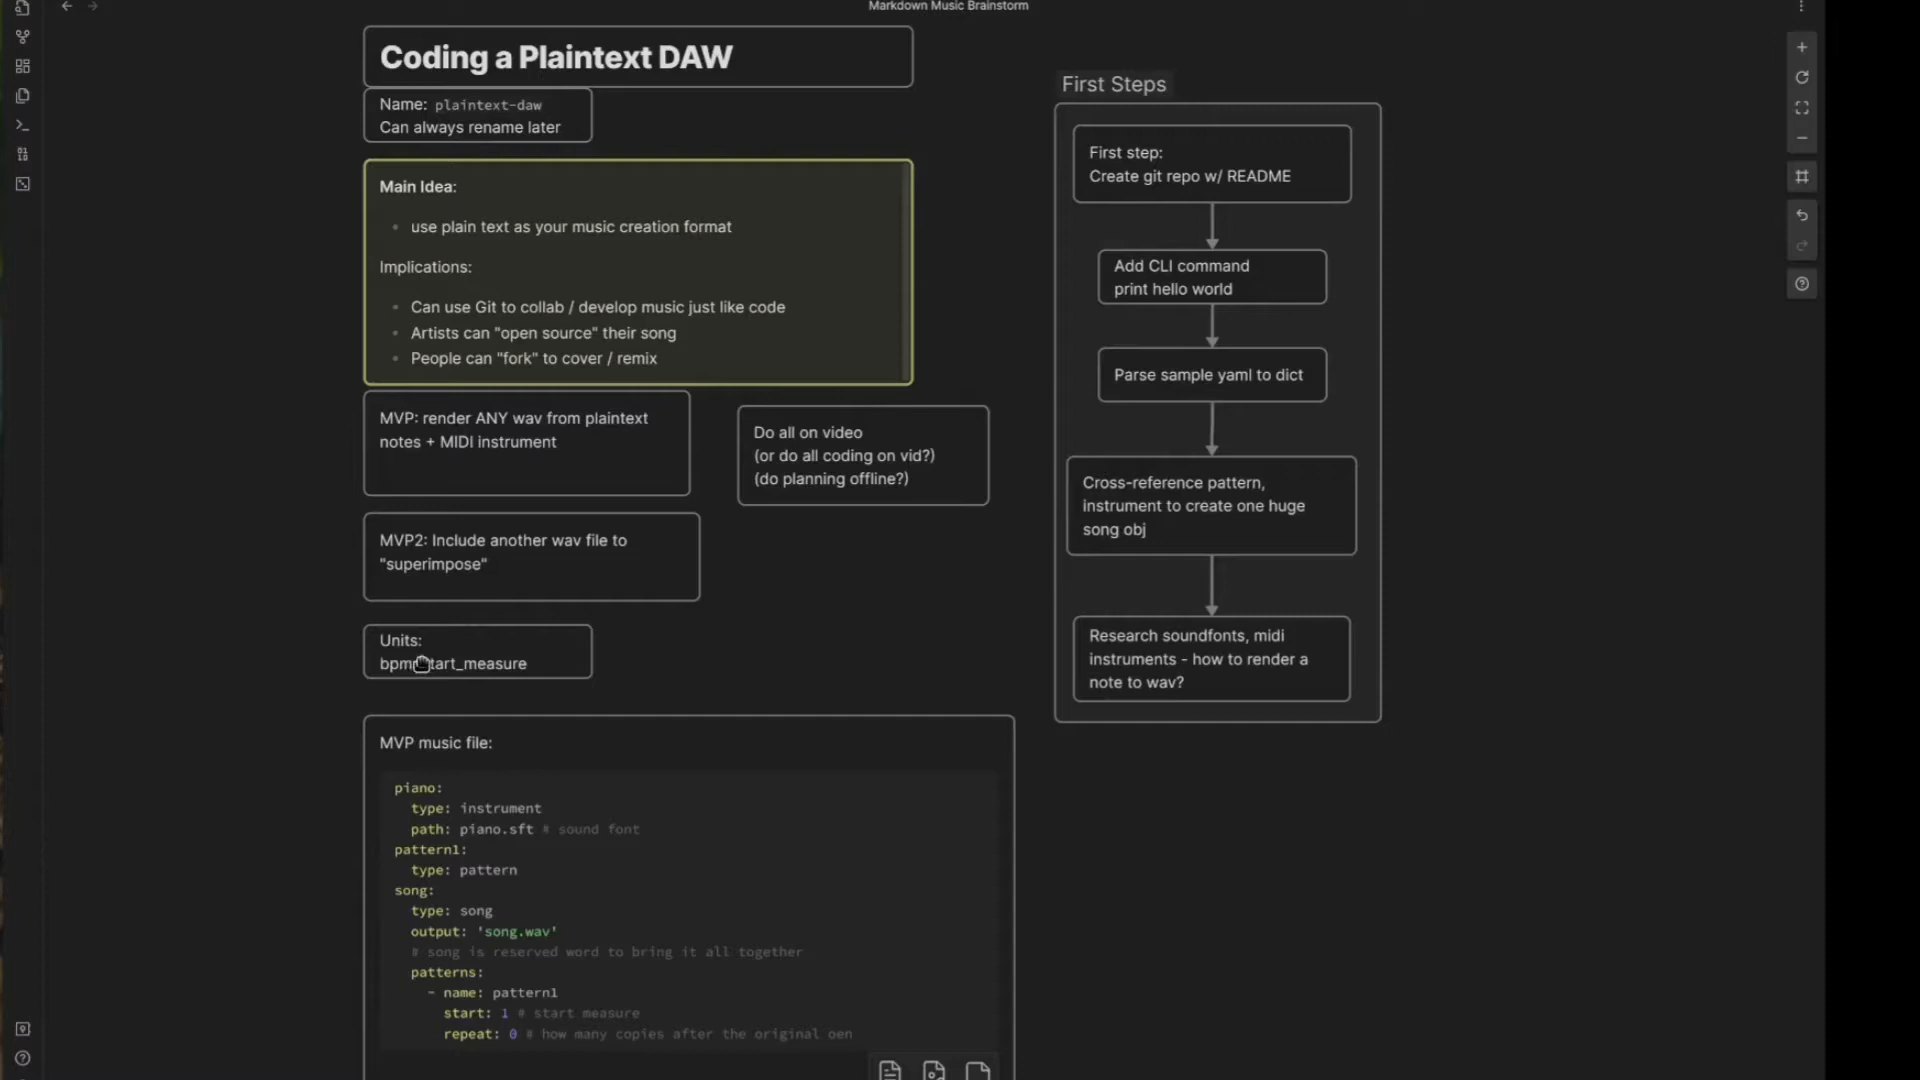 Markdown Music Brainstorm
Coding a Plaintext DAW
Name: plaintext-daw
Can always rename later
Main Idea:
use plain text as your music creation format
Implications:
Can use Git to collab / develop music just like code
Artists can "open source" their song
People can "fork" to cover / remix
MVP: render ANY wav from plaintext
notes + MIDI instrument
Do all on video
(or do all coding on vid?)
(do planning offline?)
MVP2: Include another wav file to
"superimpose"
Units:
MVP music file:
piano:
type: instrument
path: piano.sft # sound font
pattern1:
type: pattern
song:
type: song
output: 'song.wav'
# song is reserved word to bring it all together
patterns:
- name: pattern1
start: 1 # start measure
repeat: 0 # how many copies after the original oen
First Steps
First step:
Create git repo w/ README
Add CLI command
print hello world
Parse sample yaml to dict
Cross-reference pattern,
instrument to create one huge
song obj
Research soundfonts, midi
instruments - how to render a
note to wav?